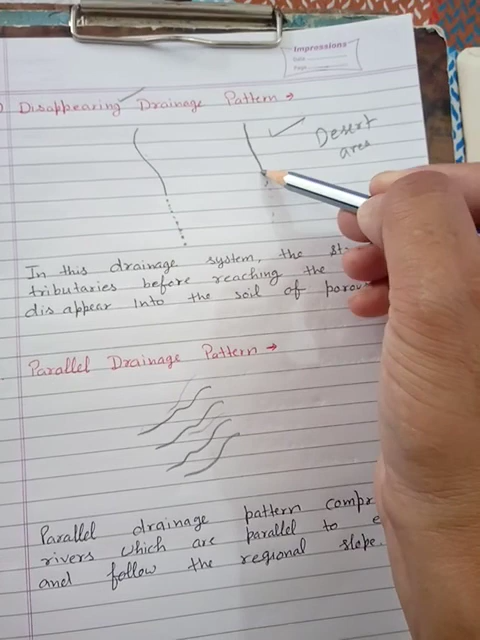 Impressions
Date
Page
Disappearing Drainage Pattern →
Desert
area
In this drainage system, the
tributaries before reaching the
disappear into the soil of
Parallel Drainage Pattern →
Parallel drainage pattern
rivers which are parallel to
and follow the regional slope.